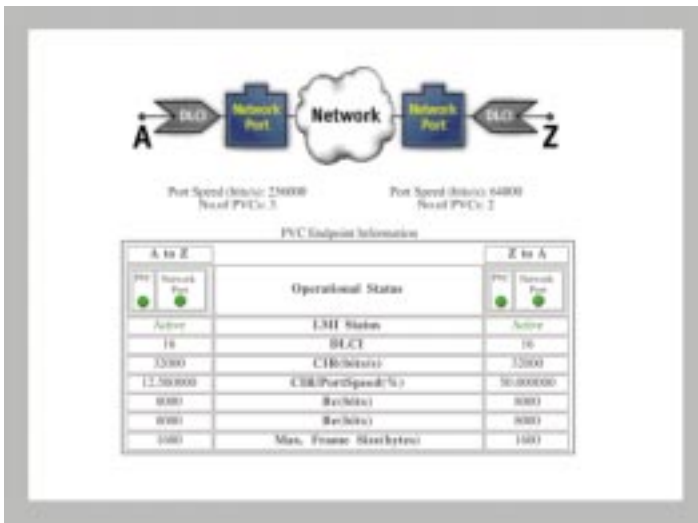 DLCI
Network
Port
Network
Network
Port
DLCI
A
Z
Port Speed (bits/s): 256000
No.of PVCs: 3
Port Speed (bits/s): 64000
No.of PVCs: 2
PVC Endpoint Information
A to Z
Z to A
PVC Network Port
Operational Status
PVC Network Port
Active LMI Status Active
16 DLCI 16
32000 CIR(bits/s) 32000
12.500000 CIR/PortSpeed(%) 50.000000
8000 Bc(bits) 8000
8000 Be(bits) 8000
1600 Max. Frame Size(bytes) 1600